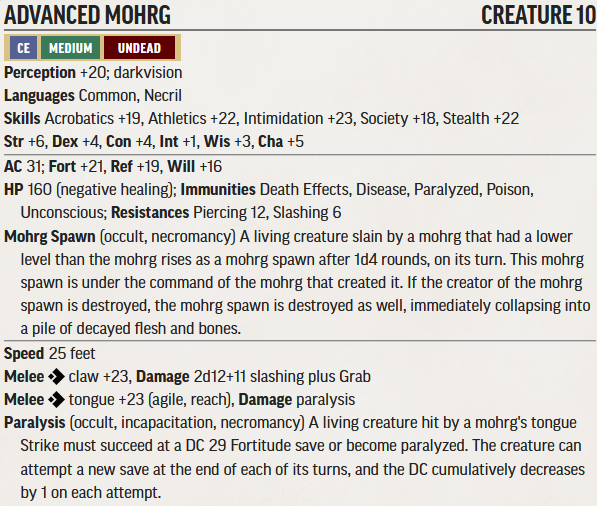 ADVANCED MOHRG CREATURE 10
CE MEDIUM UNDEAD
Perception +20; darkvision
Languages Common, Necril
Skills Acrobatics +19, Athletics +22, Intimidation +23, Society +18, Stealth +22
Str +6, Dex +4, Con +4, Int +1, Wis +3, Cha +5
AC 31; Fort +21, Ref +19, Will +16
HP 160 (negative healing); Immunities Death Effects, Disease, Paralyzed, Poison,
Unconscious; Resistances Piercing 12, Slashing 6
Mohrg Spawn (occult, necromancy) A living creature slain by a mohrg that had a lower
level than the mohrg rises as a mohrg spawn after 1d4 rounds, on its turn. This mohrg
spawn is under the command of the mohrg that created it. If the creator of the mohrg
spawn is destroyed, the mohrg spawn is destroyed as well, immediately collapsing into
a pile of decayed flesh and bones.
Speed 25 feet
Melee claw +23, Damage 2d12+11 slashing plus Grab
Melee tongue +23 (agile, reach), Damage paralysis
Paralysis (occult, incapacitation, necromancy) A living creature hit by a mohrg's tongue
Strike must succeed at a DC 29 Fortitude save or become paralyzed. The creature can
attempt a new save at the end of each of its turns, and the DC cumulatively decreases
by 1 on each attempt.